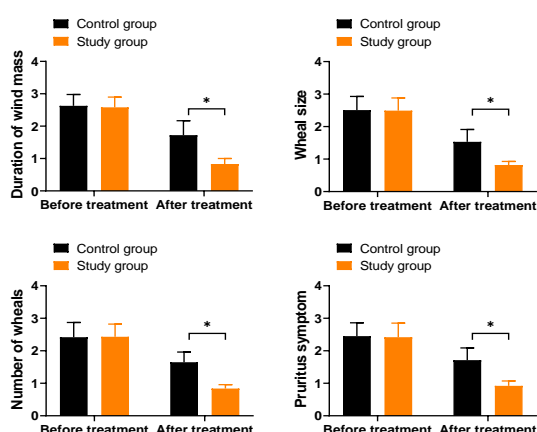 Control group
Study group
Duration of wind mass
4
3
2
1
0
*
Before treatment After treatment
Control group
Study group
Wheal size
4
3
2
1
0
*
Before treatment After treatment
Control group
Study group
Number of wheals
4
3
2
1
0
*
Before treatment After treatment
Control group
Study group
Pruritus symptom
4
3
2
1
0
*
Before treatment After treatment